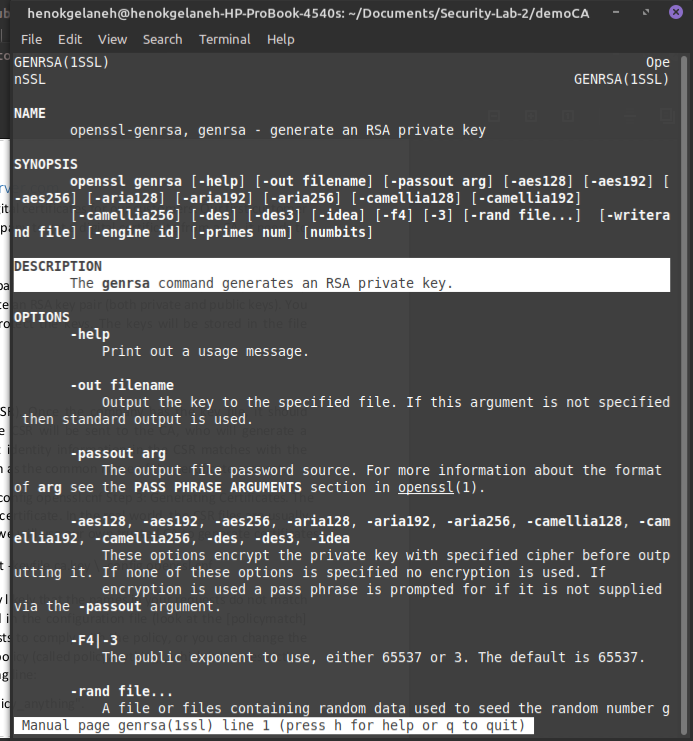 henokgelaneh@henokgelaneh-HP-ProBook-4540s: ~/Documents/Security-Lab-2/demoCA
File Edit View Search Terminal Help
GENRSA(1SSL) Ope
nSSL GENRSA(1SSL)
NAME
openssl-genrsa, genrsa - generate an RSA private key
SYNOPSIS
openssl genrsa [-help] [-out filename] [-passout arg] [-aes128] [-aes192] [
-aes256] [-aria128] [-aria192] [-aria256] [-camellia128] [-camellia192]
[-camellia256] [-des] [-des3] [-idea] [-f4] [-3] [-rand file...] [-writera
nd file] [-engine id] [-primes num] [numbits]
DESCRIPTION
The genrsa command generates an RSA private key.
OPTIONS
-help
Print out a usage message.
-out filename
Output the key to the specified file. If this argument is not specified
then standard output is used.
-passout arg
The output file password source. For more information about the format
of arg see the PASS PHRASE ARGUMENTS section in openssl(1).
-aes128, -aes192, -aes256, -aria128, -aria192, -aria256, -camellia128, -cam
ellia192, -camellia256, -des, -des3, -idea
These options encrypt the private key with specified cipher before outp
utting it. If none of these options is specified no encryption is used. If
encryption is used a pass phrase is prompted for if it is not supplied
via the -passout argument.
-F4|-3
The public exponent to use, either 65537 or 3. The default is 65537.
-rand file...
A file or files containing random data used to seed the random number g
Manual page genrsa(1ssl) line 1 (press h for help or q to quit)